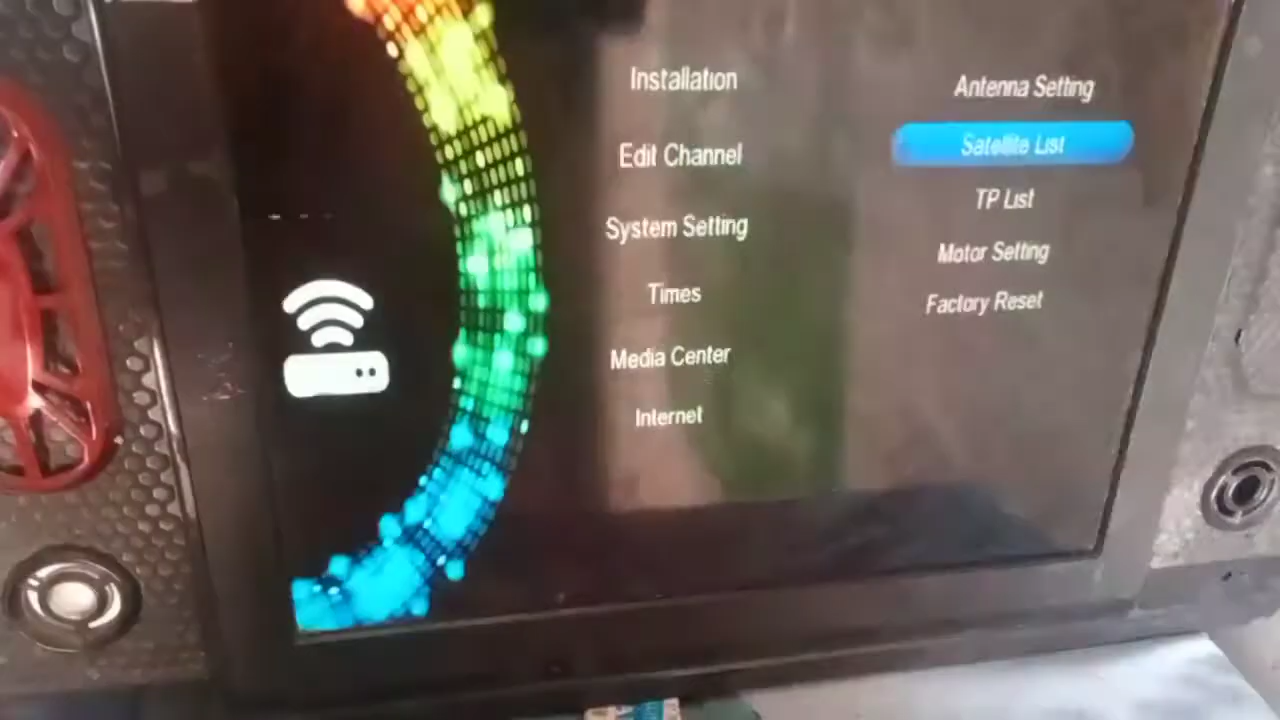 Installation
Edit Channel
System Setting
Times
Media Center
Internet
Antenna Setting
Satellite List
TP List
Motor Setting
Factory Reset